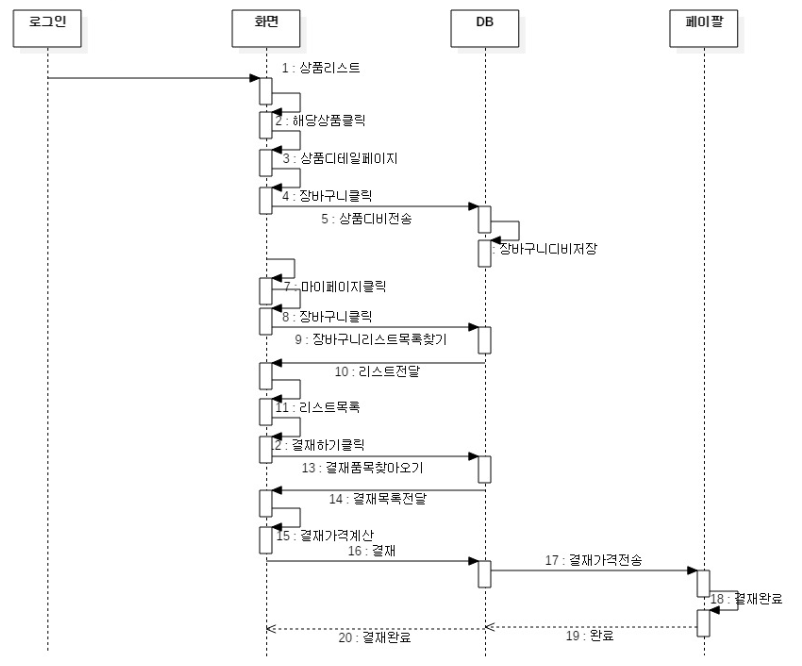 로그인
화면
DB
페이팔
1 : 상품리스트
2 : 해당상품클릭
3 : 상품디테일페이지
4 : 장바구니클릭
5 : 상품디비전송
: 장바구니디비저장
7 : 마이페이지클릭
8 : 장바구니클릭
9 : 장바구니리스트목록찾기
10 : 리스트전달
11 : 리스트목록
2 : 결재하기클릭
13 : 결재품목찾아오기
14 : 결재목록전달
15 : 결재가격계산
16 : 결재
17 : 결재가격전송
18 : 결재완료
19 : 완료
20 : 결재완료